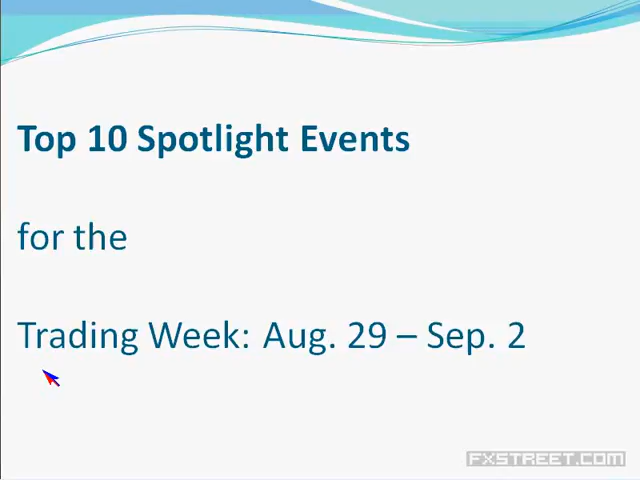 Top 10 Spotlight Events
for the
Trading Week: Aug. 29 – Sep. 2
FXSTREET.COM